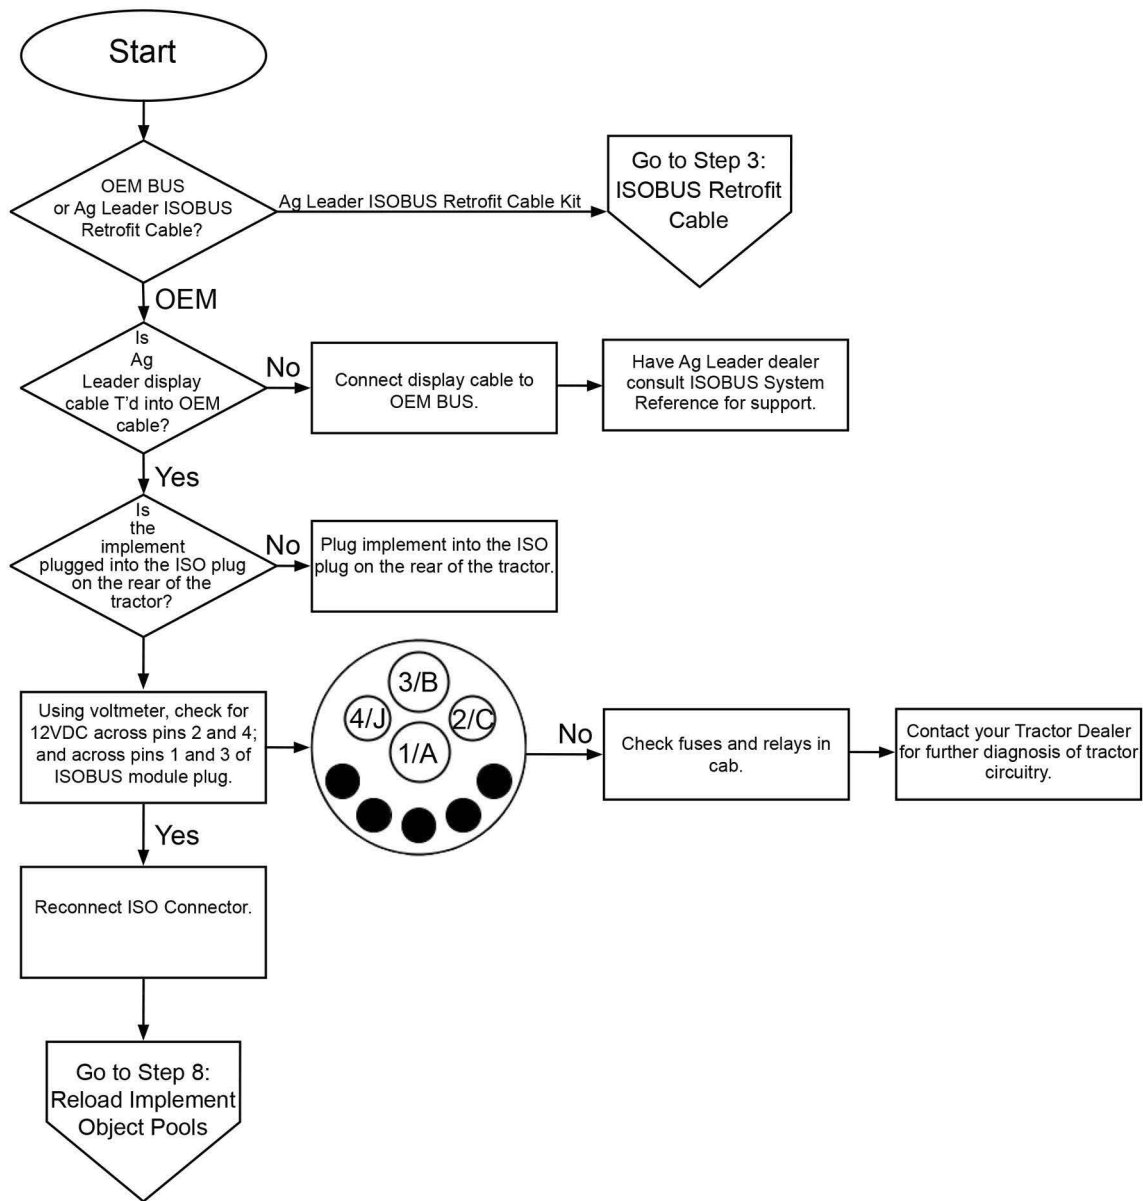 Start
OEM BUS
or Ag Leader ISOBUS
Retrofit Cable?
Ag Leader ISOBUS Retrofit Cable Kit
Go to Step 3:
ISOBUS Retrofit
Cable
OEM
Is
Ag
Leader display
cable T'd into OEM
cable?
No
Connect display cable to
OEM BUS.
Have Ag Leader dealer
consult ISOBUS System
Reference for support.
Yes
Is
the
implement
plugged into the ISO plug
on the rear of the
tractor?
No
Plug implement into the ISO
plug on the rear of the tractor.
Using voltmeter, check for
12VDC across pins 2 and 4;
and across pins 1 and 3 of
ISOBUS module plug.
3/B
4/J
2/C
1/A
No
Check fuses and relays in
cab.
Contact your Tractor Dealer
for further diagnosis of tractor
circuitry.
Yes
Reconnect ISO Connector.
Go to Step 8:
Reload Implement
Object Pools